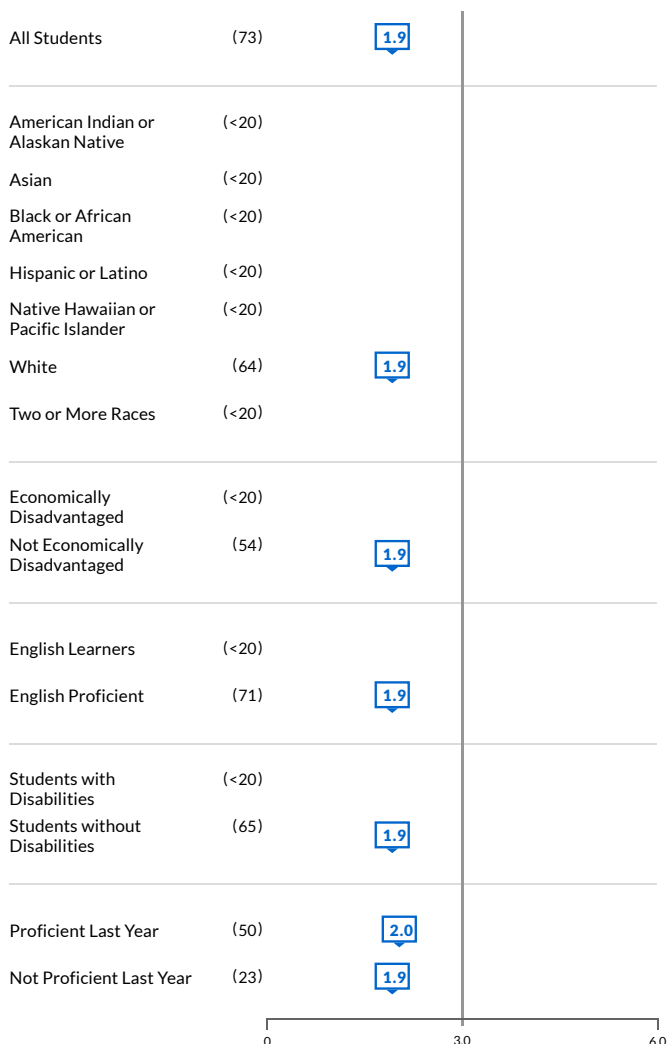 All Students (73) 1.9
American Indian or (<20)
Alaskan Native
Asian (<20)
Black or African (<20)
American
Hispanic or Latino (<20)
Native Hawaiian or (<20)
Pacific Islander
White (64) 1.9
Two or More Races (<20)
Economically (<20)
Disadvantaged
Not Economically (54) 1.9
Disadvantaged
English Learners (<20)
English Proficient (71) 1.9
Students with (<20)
Disabilities
Students without (65) 1.9
Disabilities
Proficient Last Year (50) 2.0
Not Proficient Last Year (23) 1.9
0 3.0 6.0